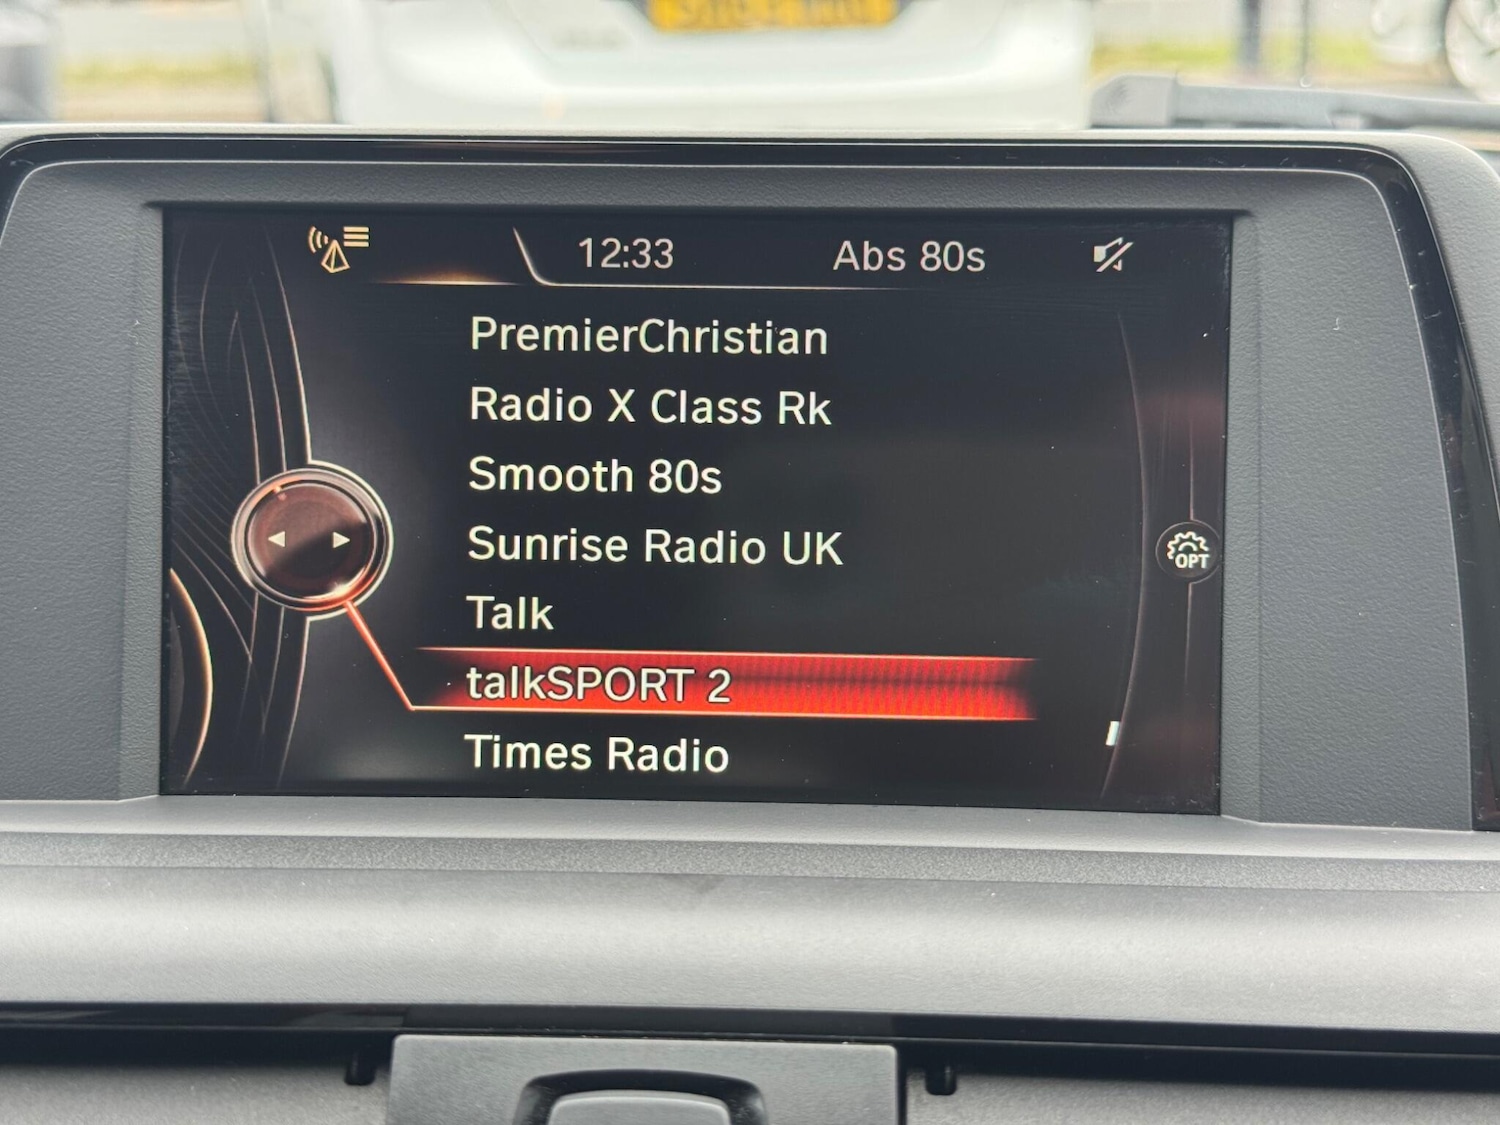 12:33
Abs 80s
PremierChristian
Radio X Class Rk
Smooth 80s
Sunrise Radio UK
OPT
Talk
talkSPORT 2
Times Radio